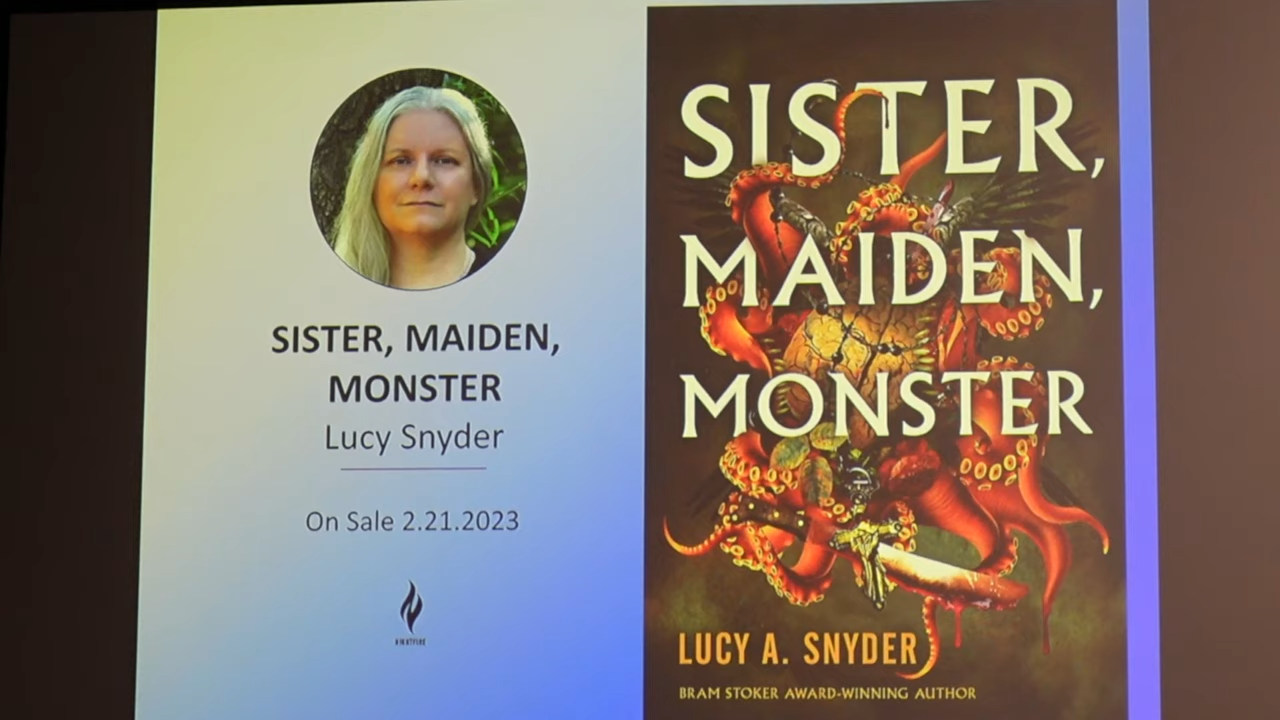 SISTER, MAIDEN,
MONSTER
Lucy Snyder
On Sale 2.21.2023
SISTER,
MAIDEN,
MONSTER
LUCY A. SNYDER
BRAM STOKER AWARD-WINNING AUTHOR